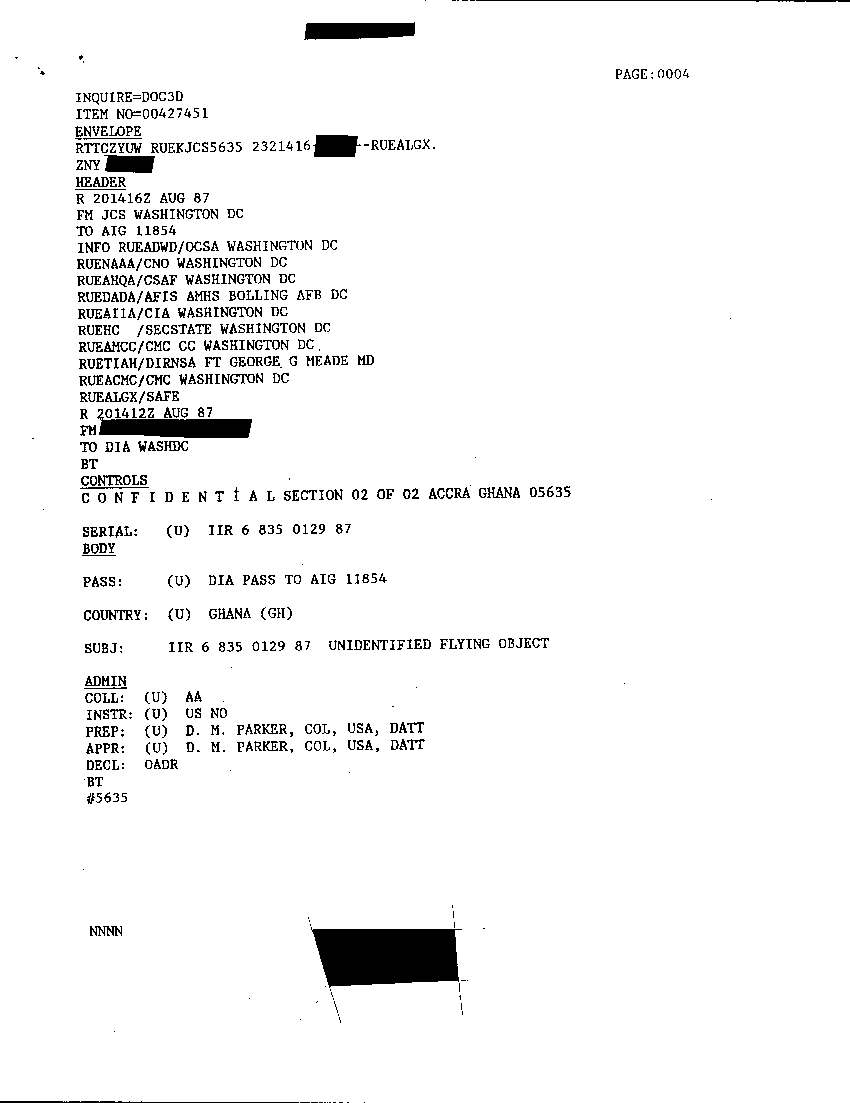 PAGE:0004
INQUIRE=DOC3D
ITEM NO=00427451
ENVELOPE
RTTCZYUW RUEKJCS5635 2321416- --RUEALGX.
ZNY
HEADER
R 201416Z AUG 87
FM JCS WASHINGTON DC
TO AIG 11854
INFO RUEADWD/OCSA WASHINGTON DC
RUENAAA/CNO WASHINGTON DC
RUEAHQA/CSAF WASHINGTON DC
RUEDADA/AFIS AMHS BOLLING AFB DC
RUEAIIA/CIA WASHINGTON DC
RUEHC /SECSTATE WASHINGTON DC
RUEAMCC/CMC CC WASHINGTON DC
RUETIAH/DIRNSA FT GEORGE G MEADE MD
RUEACMC/CMC WASHINGTON DC
RUEALGX/SAFE
R 201412Z AUG 87
FM
TO DIA WASHDC
BT
CONTROLS
C O N F I D E N T I A L SECTION 02 OF 02 ACCRA GHANA 05635
SERIAL: (U) IIR 6 835 0129 87
BODY
PASS: (U) DIA PASS TO AIG 11854
COUNTRY: (U) GHANA (GH)
SUBJ: IIR 6 835 0129 87 UNIDENTIFIED FLYING OBJECT
ADMIN
COLL: (U) AA
INSTR: (U) US NO
PREP: (U) D. M. PARKER, COL, USA, DATT
APPR: (U) D. M. PARKER, COL, USA, DATT
DECL: OADR
BT
#5635
NNNN